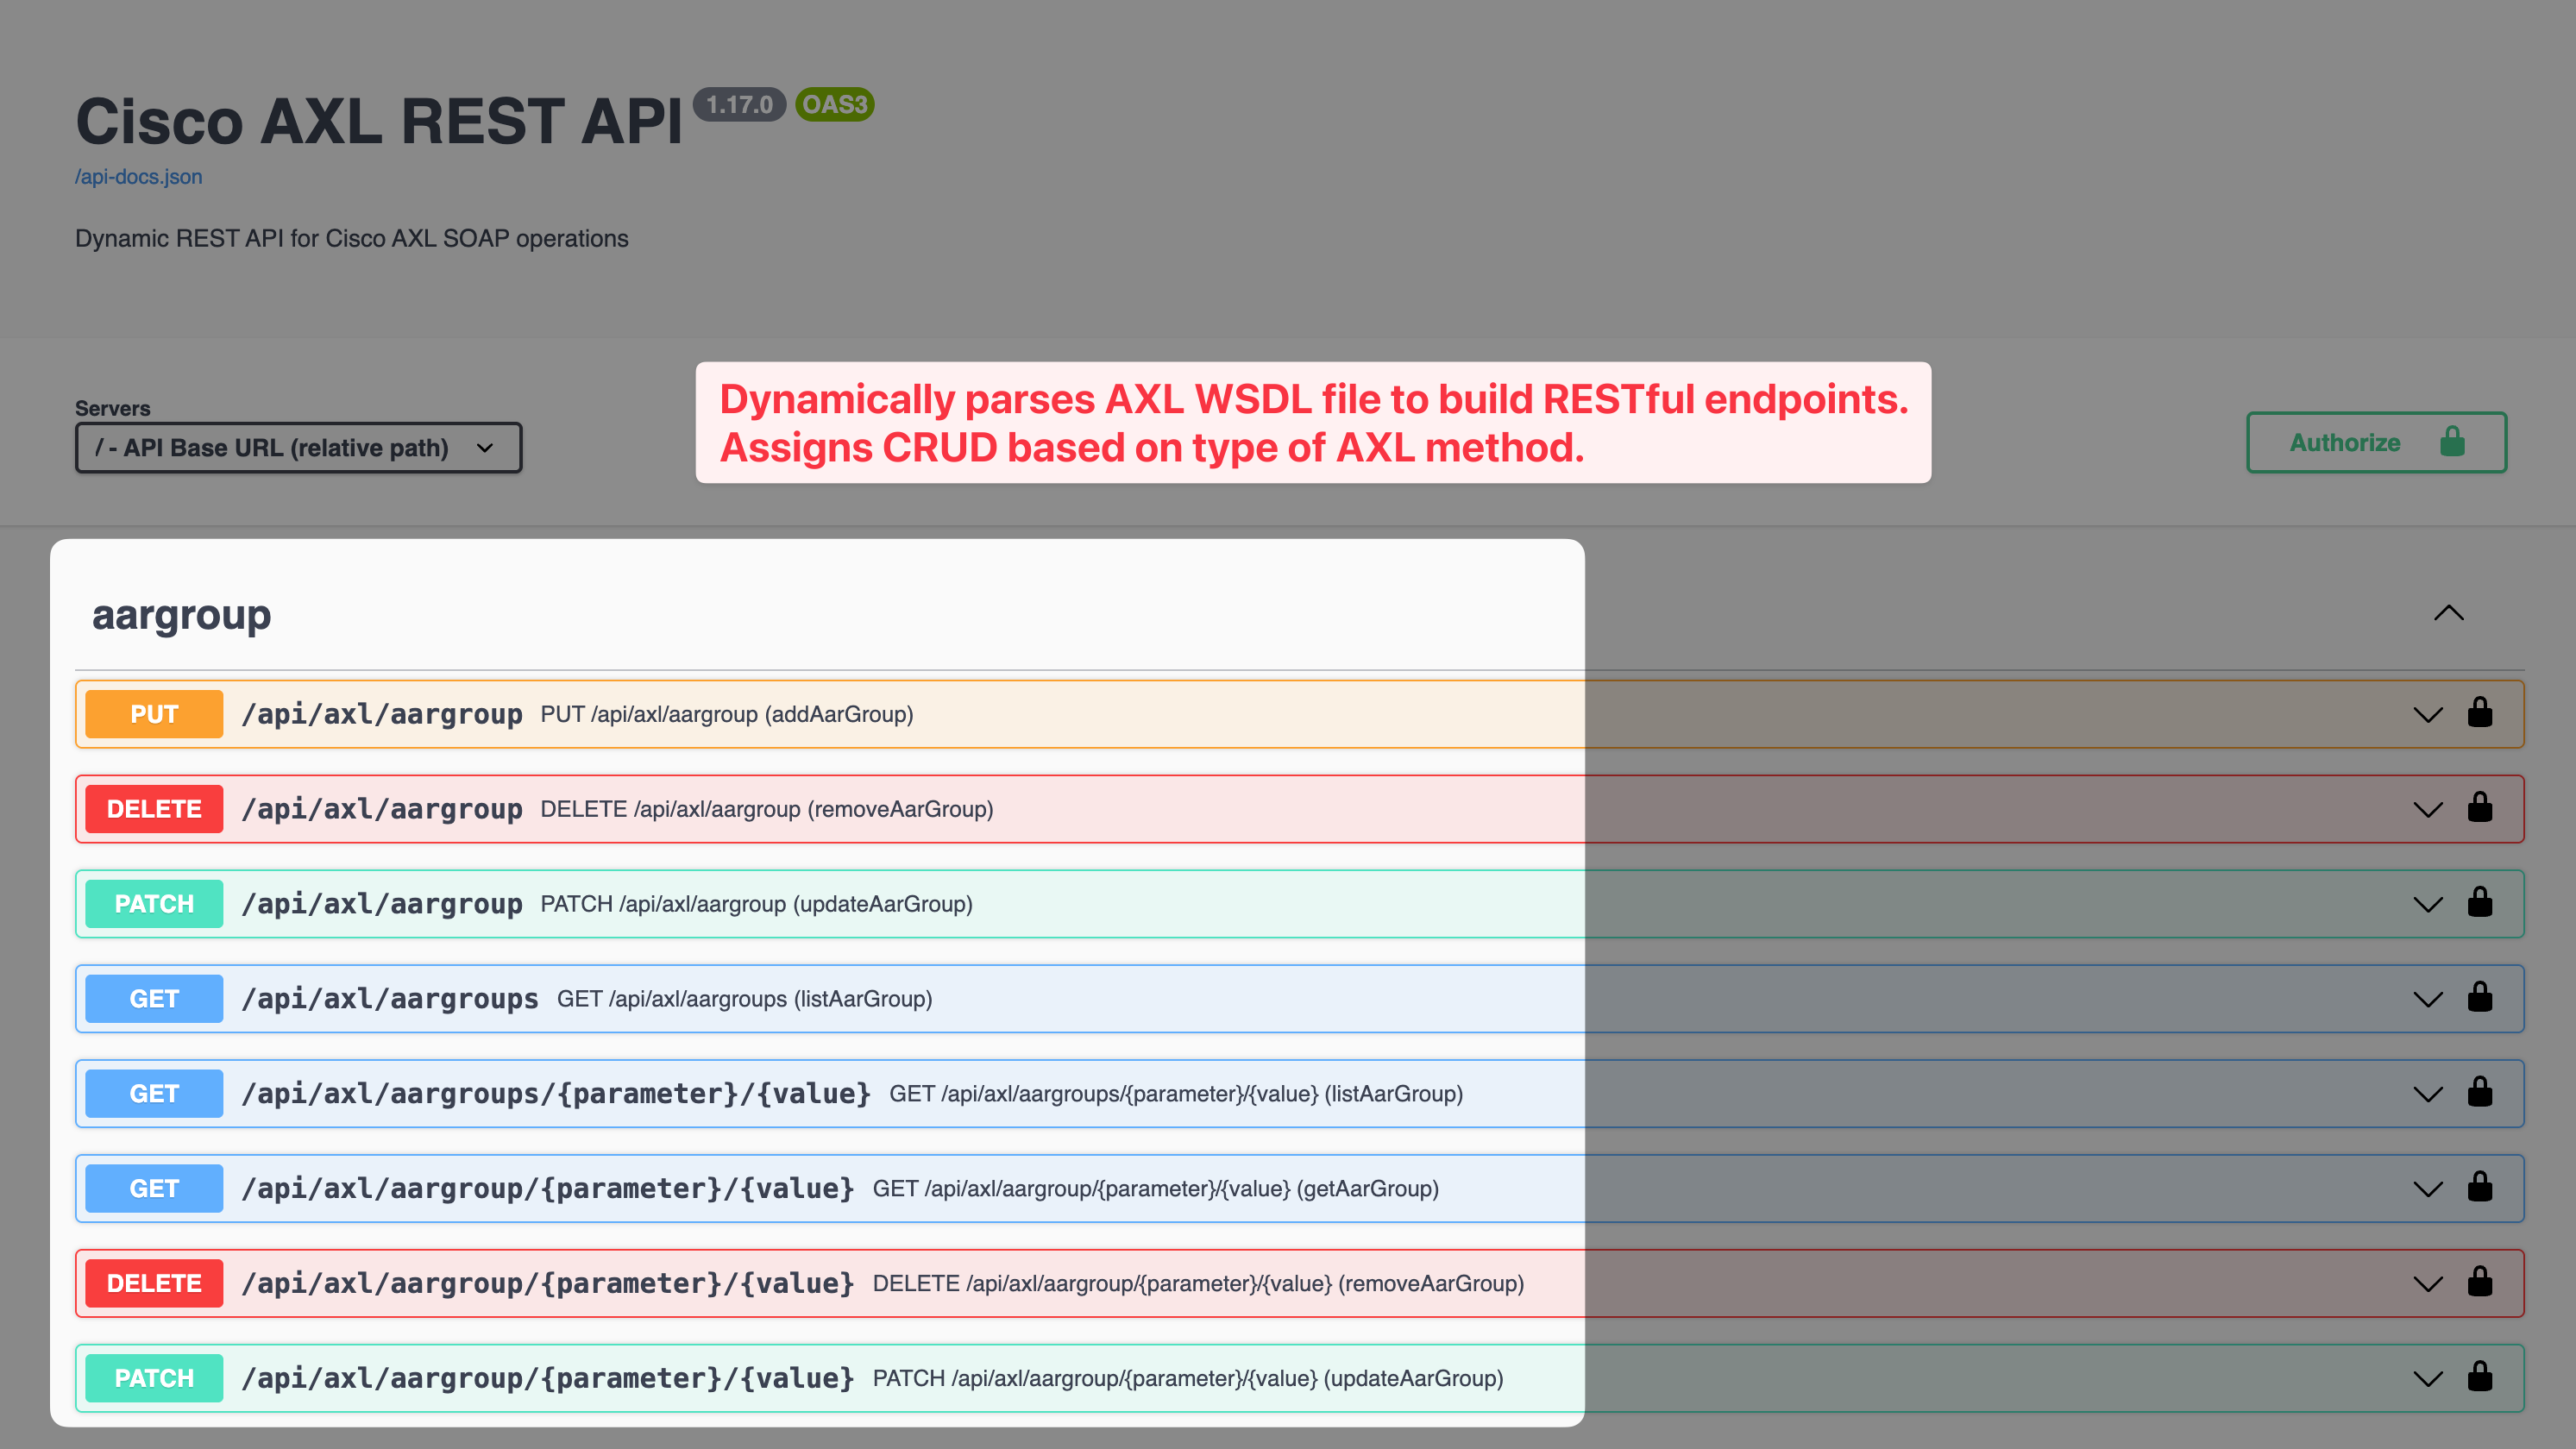 Cisco AXL REST API 1.17.0 OAS3
/api-docs.json
Dynamic REST API for Cisco AXL SOAP operations
Dynamically parses AXL WSDL file to build RESTful endpoints.
Assigns CRUD based on type of AXL method.
Servers
/ - API Base URL (relative path)
Authorize
aargroup
PUT /api/axl/aargroup PUT /api/axl/aargroup (addAarGroup)
DELETE /api/axl/aargroup DELETE /api/axl/aargroup (removeAarGroup)
PATCH /api/axl/aargroup PATCH /api/axl/aargroup (updateAarGroup)
GET /api/axl/aargroups GET /api/axl/aargroups (listAarGroup)
GET /api/axl/aargroups/{parameter}/{value} GET /api/axl/aargroups/{parameter}/{value} (listAarGroup)
GET /api/axl/aargroup/{parameter}/{value} GET /api/axl/aargroup/{parameter}/{value} (getAarGroup)
DELETE /api/axl/aargroup/{parameter}/{value} DELETE /api/axl/aargroup/{parameter}/{value} (removeAarGroup)
PATCH /api/axl/aargroup/{parameter}/{value} PATCH /api/axl/aargroup/{parameter}/{value} (updateAarGroup)